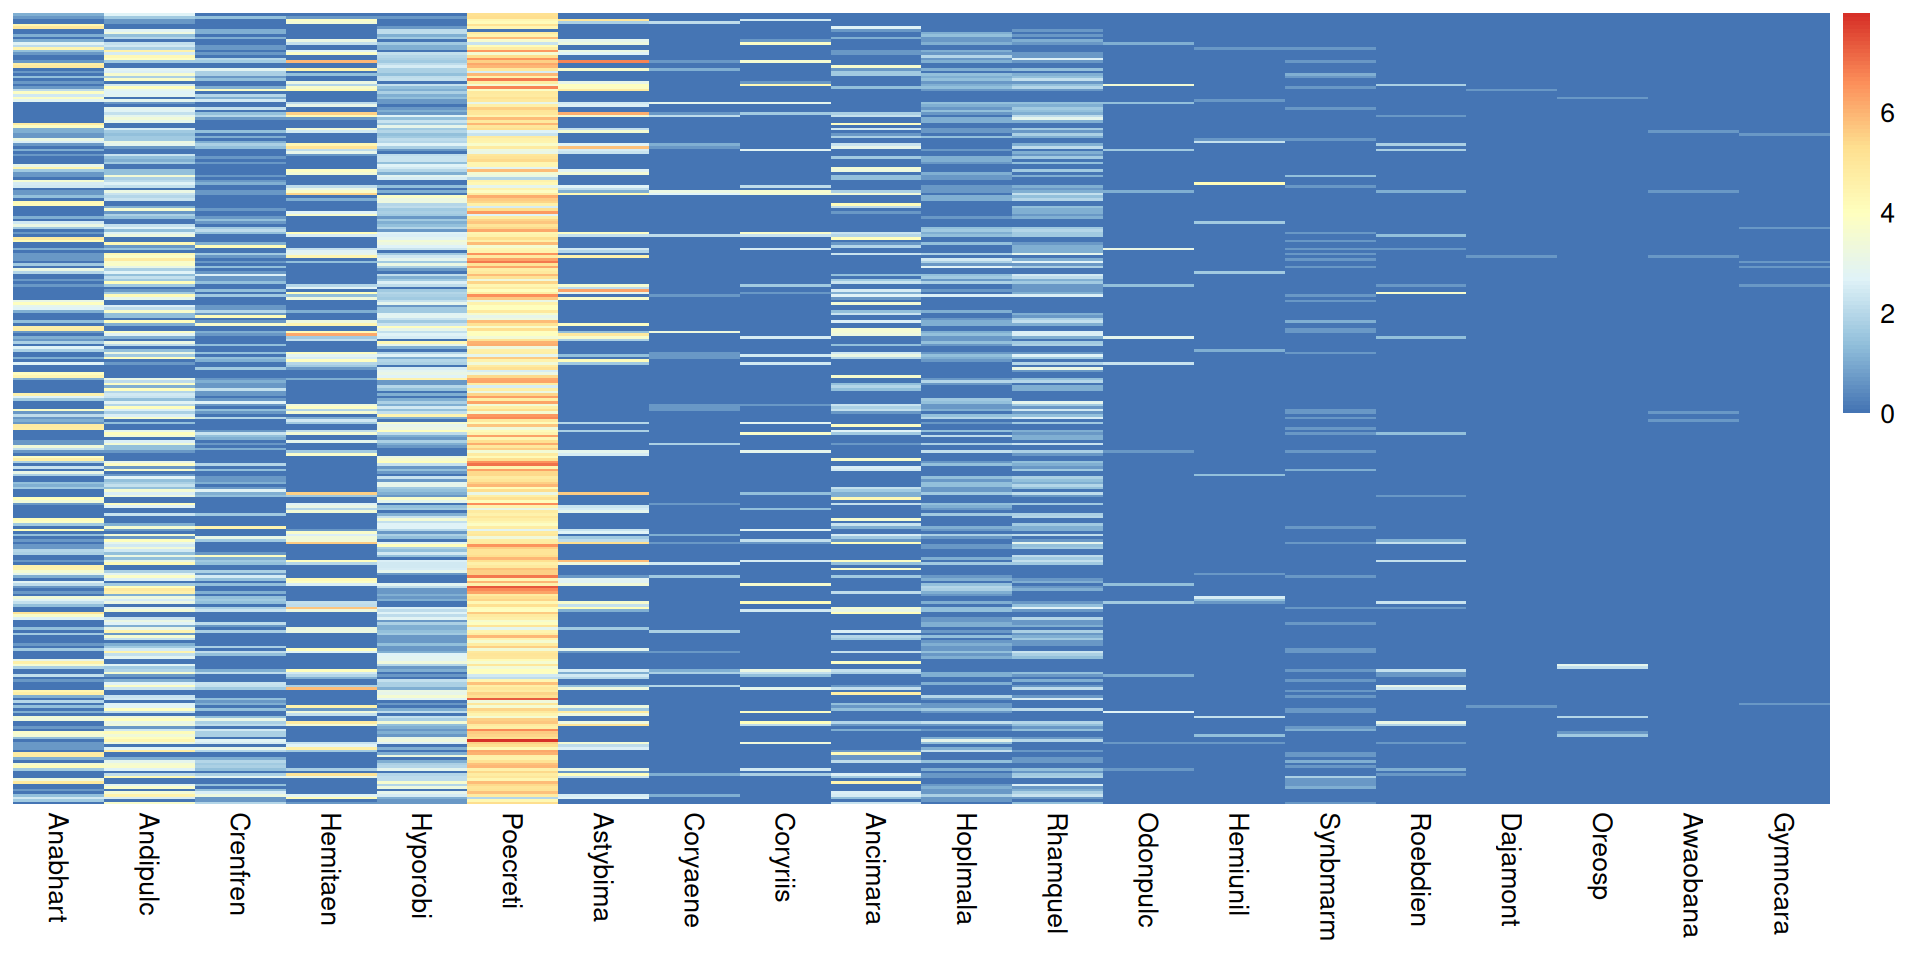 6
4
2
0
Anabhart
Andipulc
Crenfren
Hemitaen
Hyporobi
Poecreti
Astybima
Coryaene
Coryriis
Ancimara
Hoplmala
Rhamquel
Odonpulc
Hemiunil
Synbmarm
Roebdien
Dajamont
Oreosp
Awaobana
Gymncara